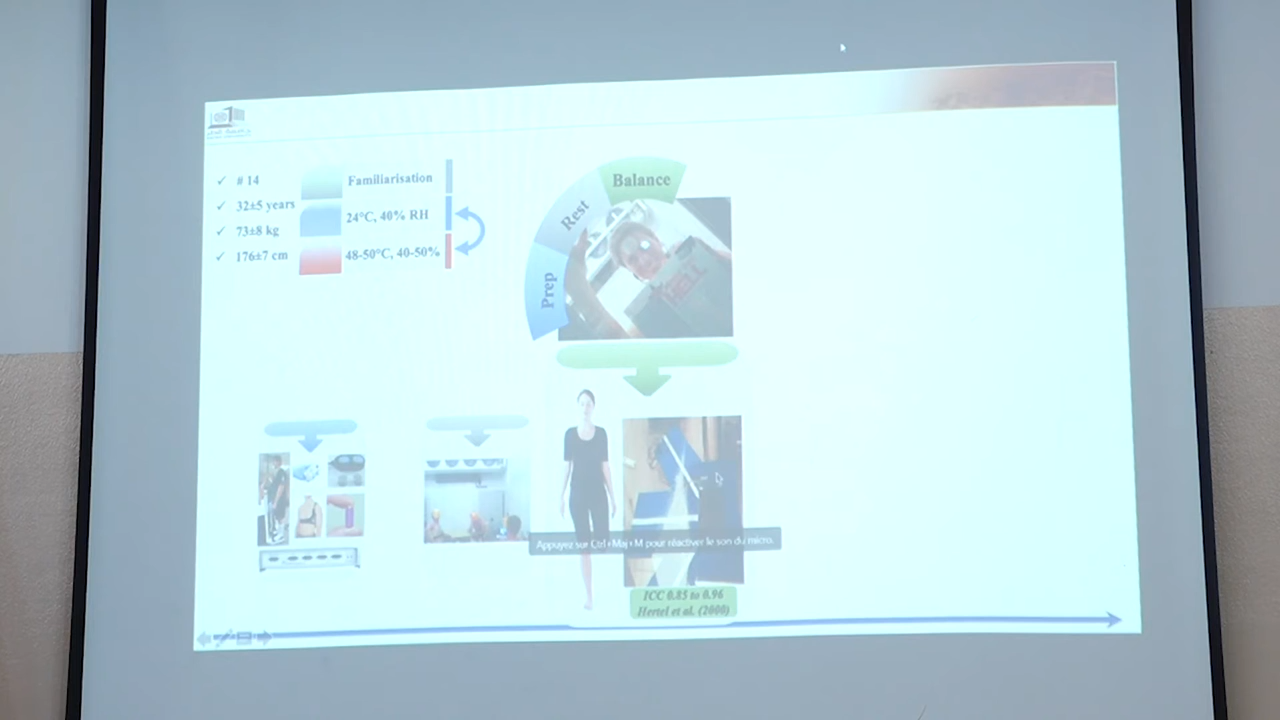 ✓ # 14
✓ 32±5 years
✓ 73±8 kg
✓ 176±7 cm
Familiarisation
24°C, 40% RH
48-50°C, 40-50%
Prep
Rest
Balance
HELL
Appuyez sur Ctrl+Maj+M pour réactiver le son du micro.
ICC 0.85 to 0.96
Hertel et al. (2000)